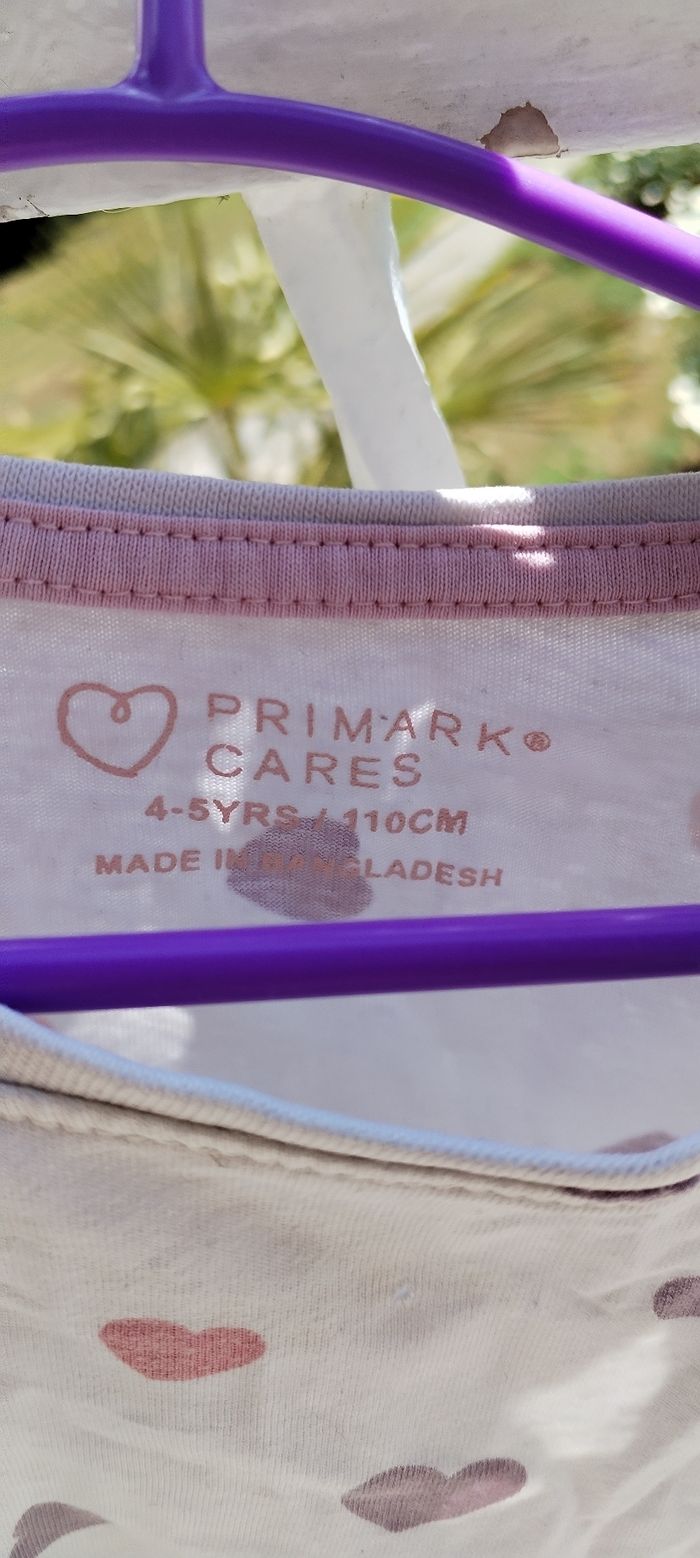 PRIMARK®
CARES
4-5YRS / 110CM
MADE IN BANGLADESH